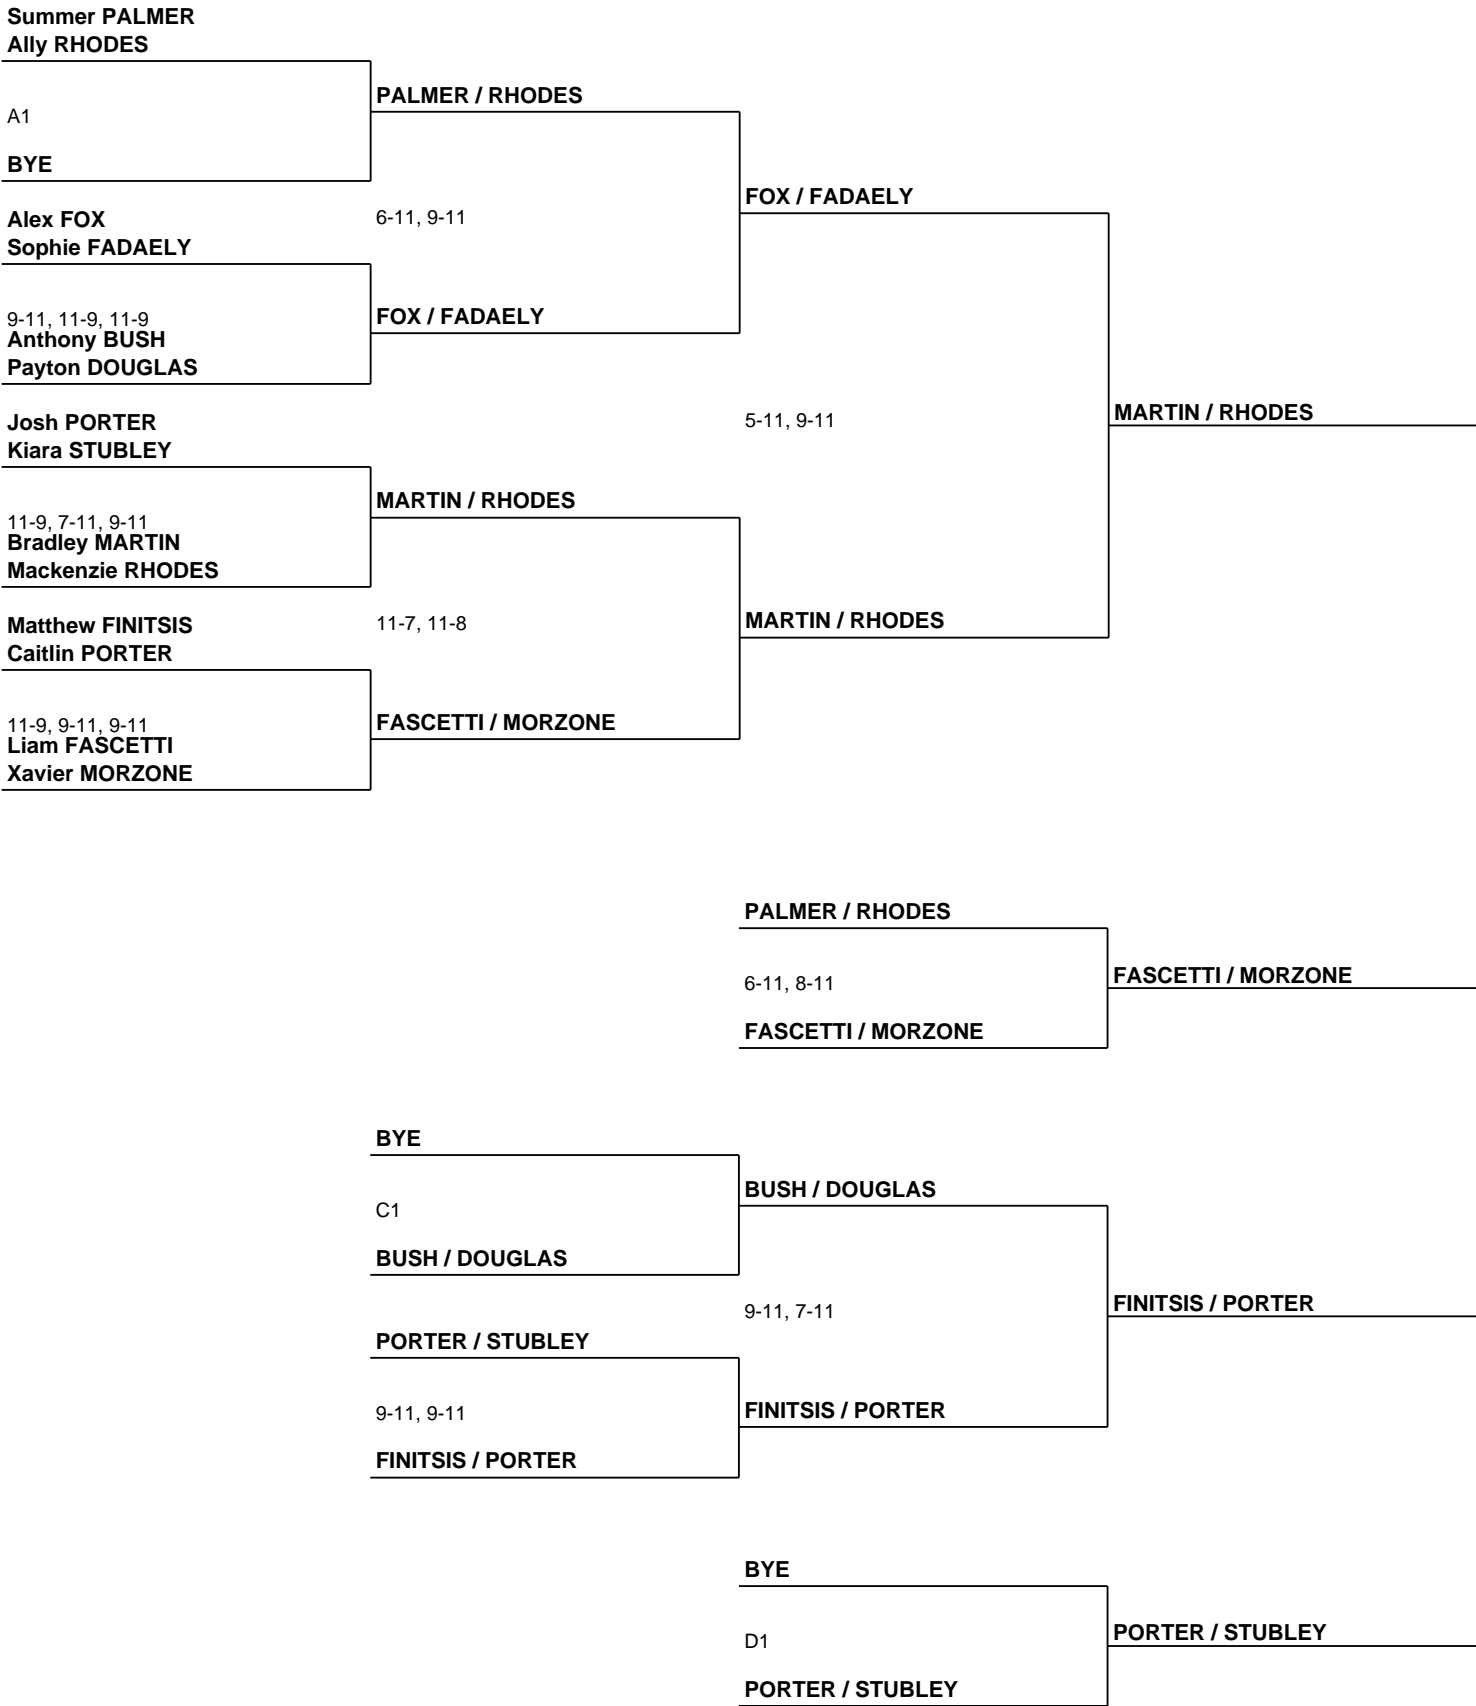 Summer PALMER
Ally RHODES
PALMER / RHODES
A1
BYE
FOX / FADAELY
Alex FOX
6-11, 9-11
Sophie FADAELY
9-11, 11-9, 11-9
FOX / FADAELY
Anthony BUSH
Payton DOUGLAS
MARTIN / RHODES
Josh PORTER
5-11, 9-11
Kiara STUBLEY
MARTIN / RHODES
11-9, 7-11, 9-11
Bradley MARTIN
Mackenzie RHODES
Matthew FINITSIS
11-7, 11-8
MARTIN / RHODES
Caitlin PORTER
11-9, 9-11, 9-11
FASCETTI / MORZONE
Liam FASCETTI
Xavier MORZONE
PALMER / RHODES
FASCETTI / MORZONE
6-11, 8-11
FASCETTI / MORZONE
BYE
BUSH / DOUGLAS
C1
BUSH / DOUGLAS
FINITSIS / PORTER
9-11, 7-11
PORTER / STUBLEY
9-11, 9-11
FINITSIS / PORTER
FINITSIS / PORTER
BYE
PORTER / STUBLEY
D1
PORTER / STUBLEY